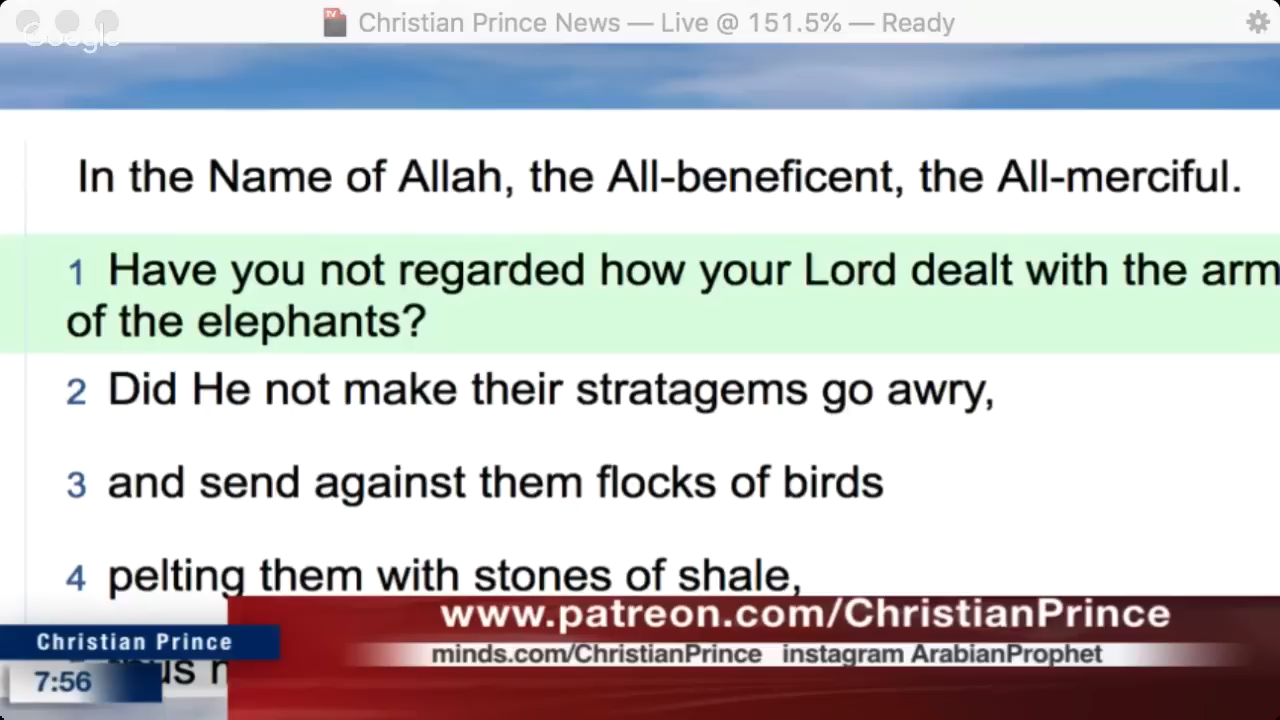 Christian Prince News — Live @ 151.5% — Ready
Google
In the Name of Allah, the All-beneficent, the All-merciful.
1 Have you not regarded how your Lord dealt with the arm
of the elephants?
2 Did He not make their stratagems go awry,
3 and send against them flocks of birds
4 pelting them with stones of shale,
www.patreon.com/ChristianPrince
Christian Prince
minds.com/ChristianPrince instagram ArabianProphet
7:56